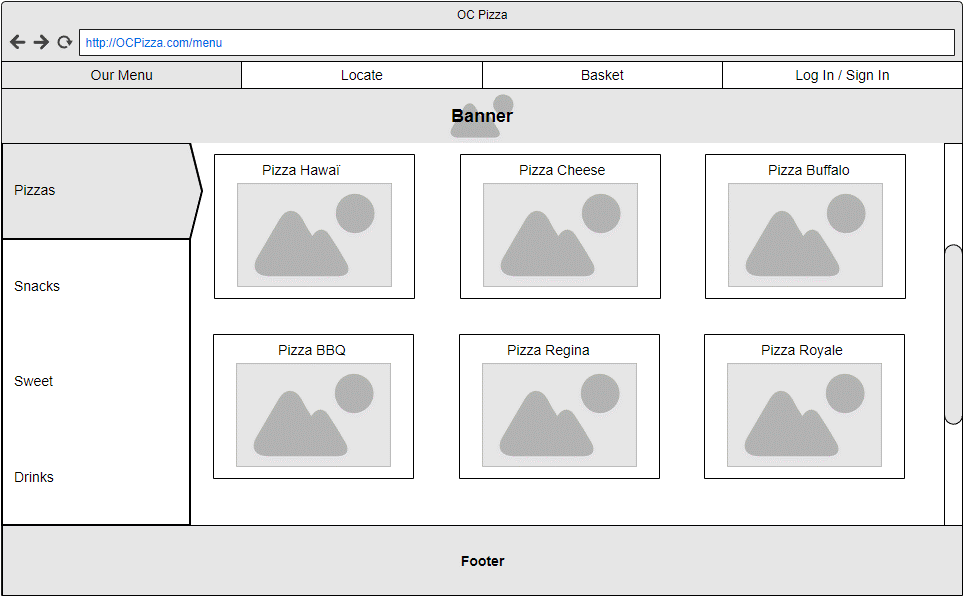 OC Pizza
http://OCPizza.com/menu
Our Menu
Locate
Basket
Log In / Sign In
Banner
Pizzas
Snacks
Sweet
Drinks
Pizza Hawaï
Pizza Cheese
Pizza Buffalo
Pizza BBQ
Pizza Regina
Pizza Royale
Footer